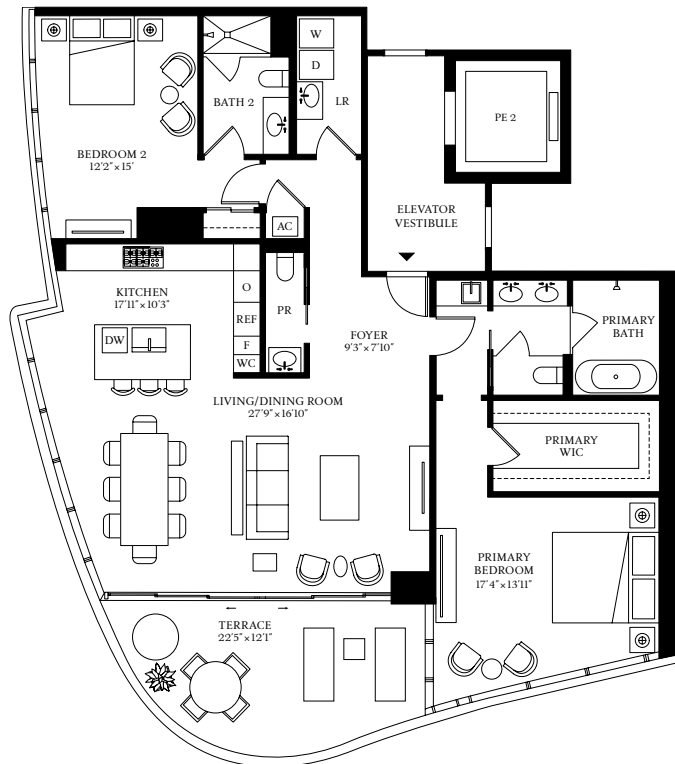 W
D
LR
BATH 2
PE 2
BEDROOM 2
12'2"×15'
AC
ELEVATOR
VESTIBULE
KITCHEN
17'11"×10'3"
O
REF
F
WC
DW
PR
FOYER
9'3"×7'10"
PRIMARY
BATH
LIVING/DINING ROOM
27'9"×16'10"
PRIMARY
WIC
PRIMARY
BEDROOM
17'4"×13'11"
TERRACE
22'5"×12'1"